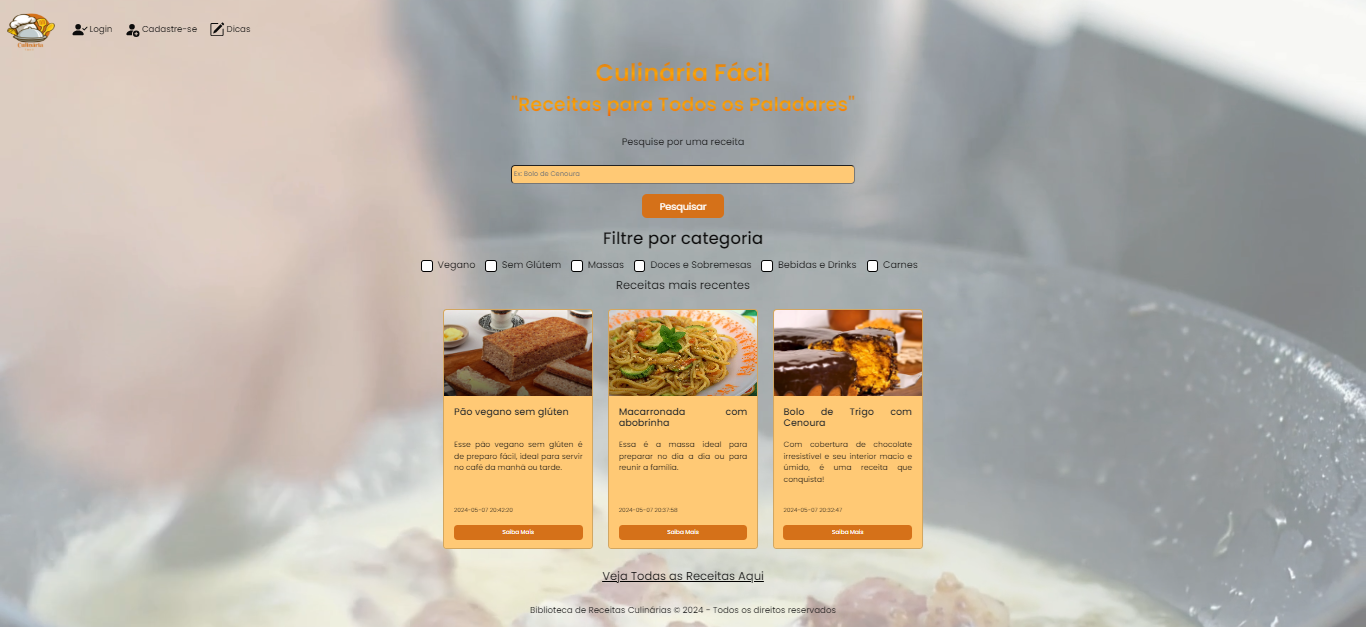 Culinária
Login
Cadastre-se
Dicas
Culinária Fácil
"Receitas para Todos os Paladares"
Pesquise por uma receita
Ex: Bolo de Cenoura
Pesquisar
Filtre por categoria
Vegano
Sem Glútem
Massas
Doces e Sobremesas
Bebidas e Drinks
Carnes
Receitas mais recentes
Pão vegano sem glúten
Esse pão vegano sem glúten é
de preparo fácil, ideal para servir
no café da manhã ou tarde.
2024-05-07 20:42:20
Saiba Mais
Macarronada com
abobrinha
Essa é a massa ideal para
preparar no dia a dia ou para
reunir a família.
2024-05-07 20:37:58
Saiba Mais
Bolo de Trigo com
Cenoura
Com cobertura de chocolate
irresistível e seu interior macio e
úmido, é uma receita que
conquista!
2024-05-07 20:32:47
Saiba Mais
Veja Todas as Receitas Aqui
Biblioteca de Receitas Culinárias © 2024 - Todos os direitos reservados